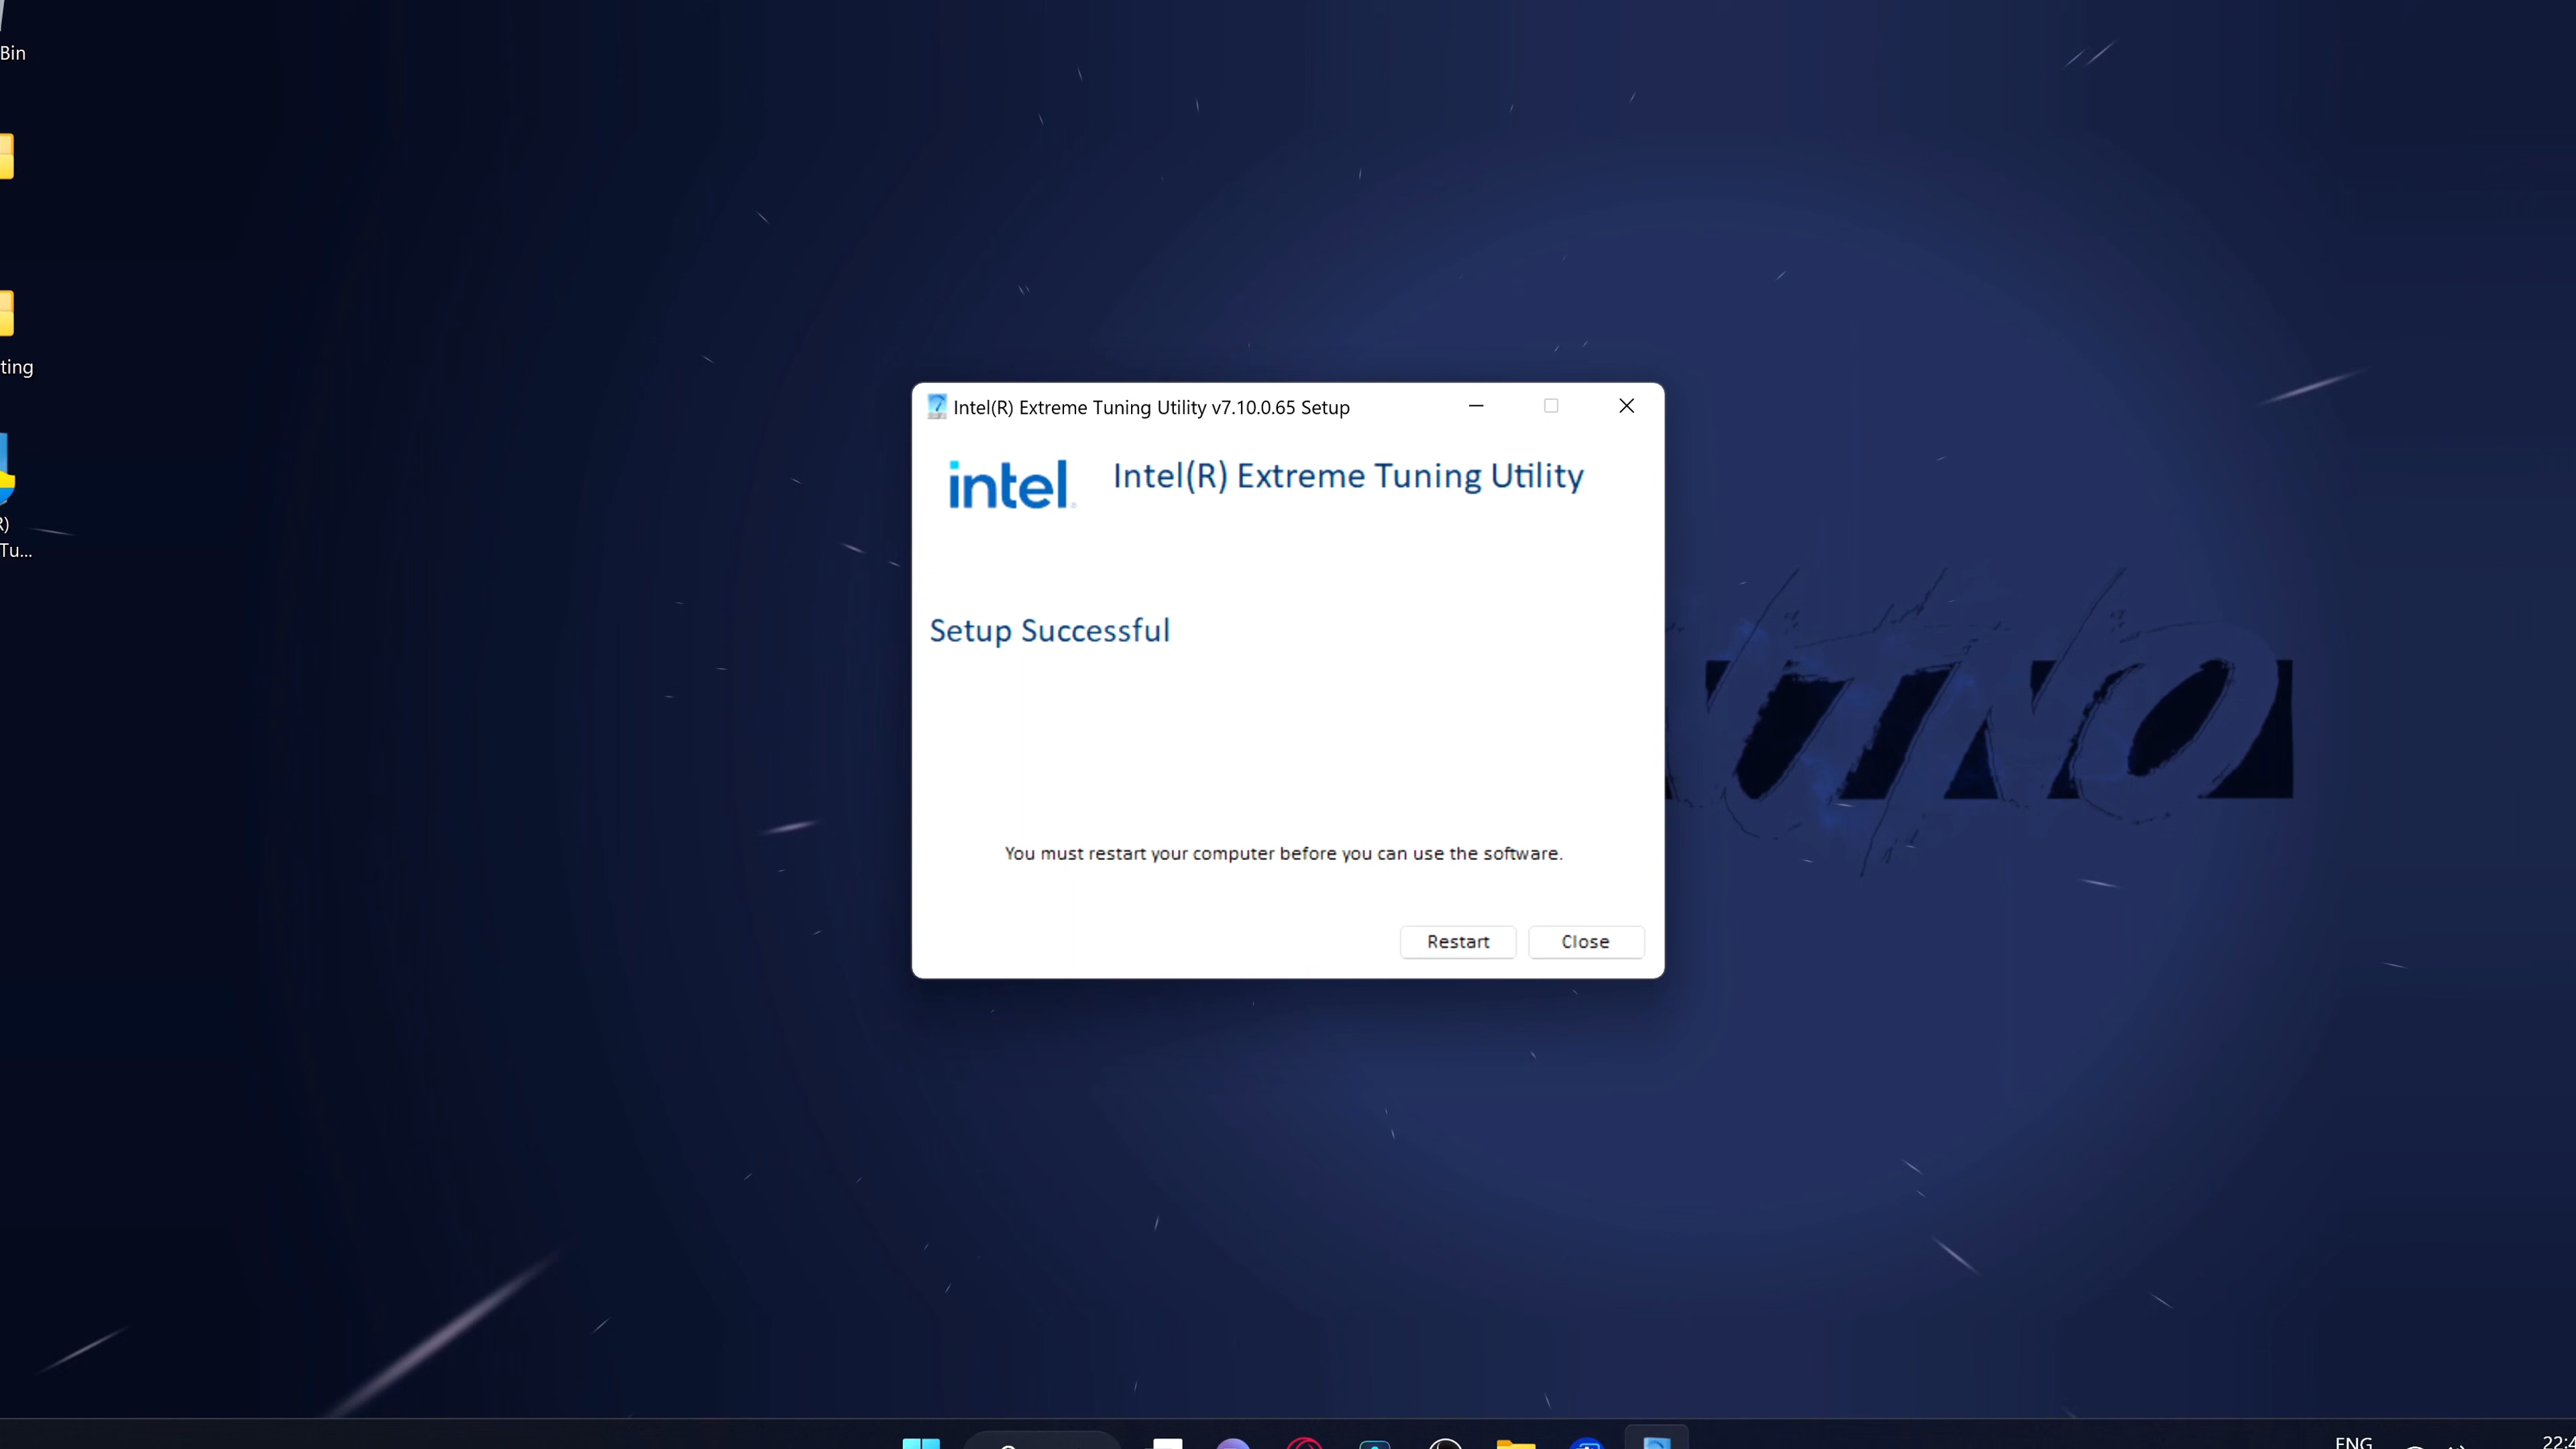 Bin
ting
R)
Tu...
Intel(R) Extreme Tuning Utility v7.10.0.65 Setup
intel
Intel(R) Extreme Tuning Utility
Setup Successful
You must restart your computer before you can use the software.
Restart
Close
ENG